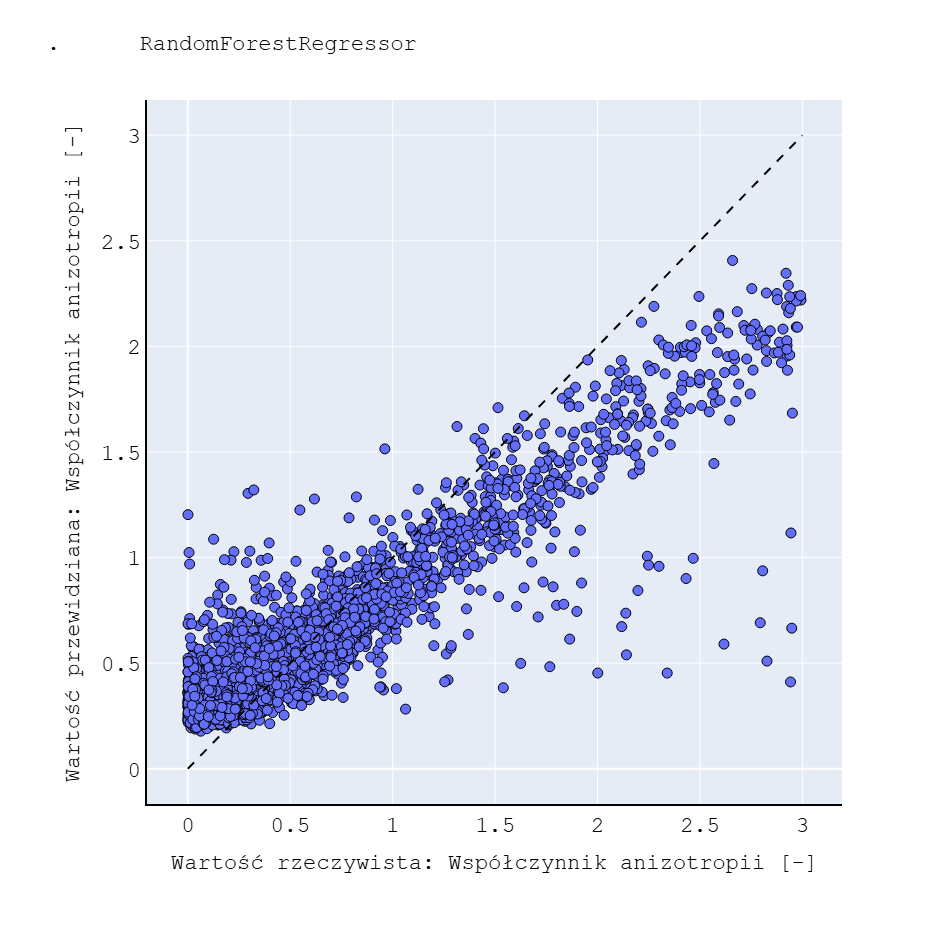 . RandomForestRegressor
Wartość przewidziana: Współczynnik anizotropii [-]
3
2.5
2
1.5
1
0.5
0
0 0.5 1 1.5 2 2.5 3
Wartość rzeczywista: Współczynnik anizotropii [-]